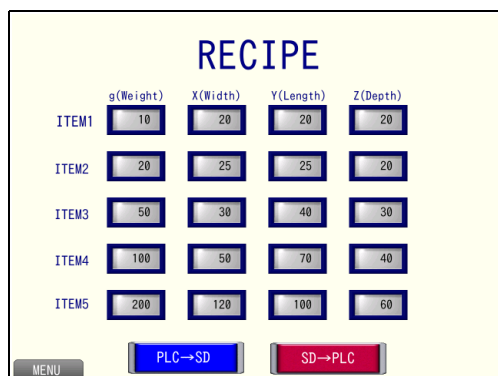 RECIPE
g(Weight) X(Width) Y(Length) Z(Depth)
ITEM1 10 20 20 20
ITEM2 20 25 25 20
ITEM3 50 30 40 30
ITEM4 100 50 70 40
ITEM5 200 120 100 60
PLC→SD SD→PLC
MENU